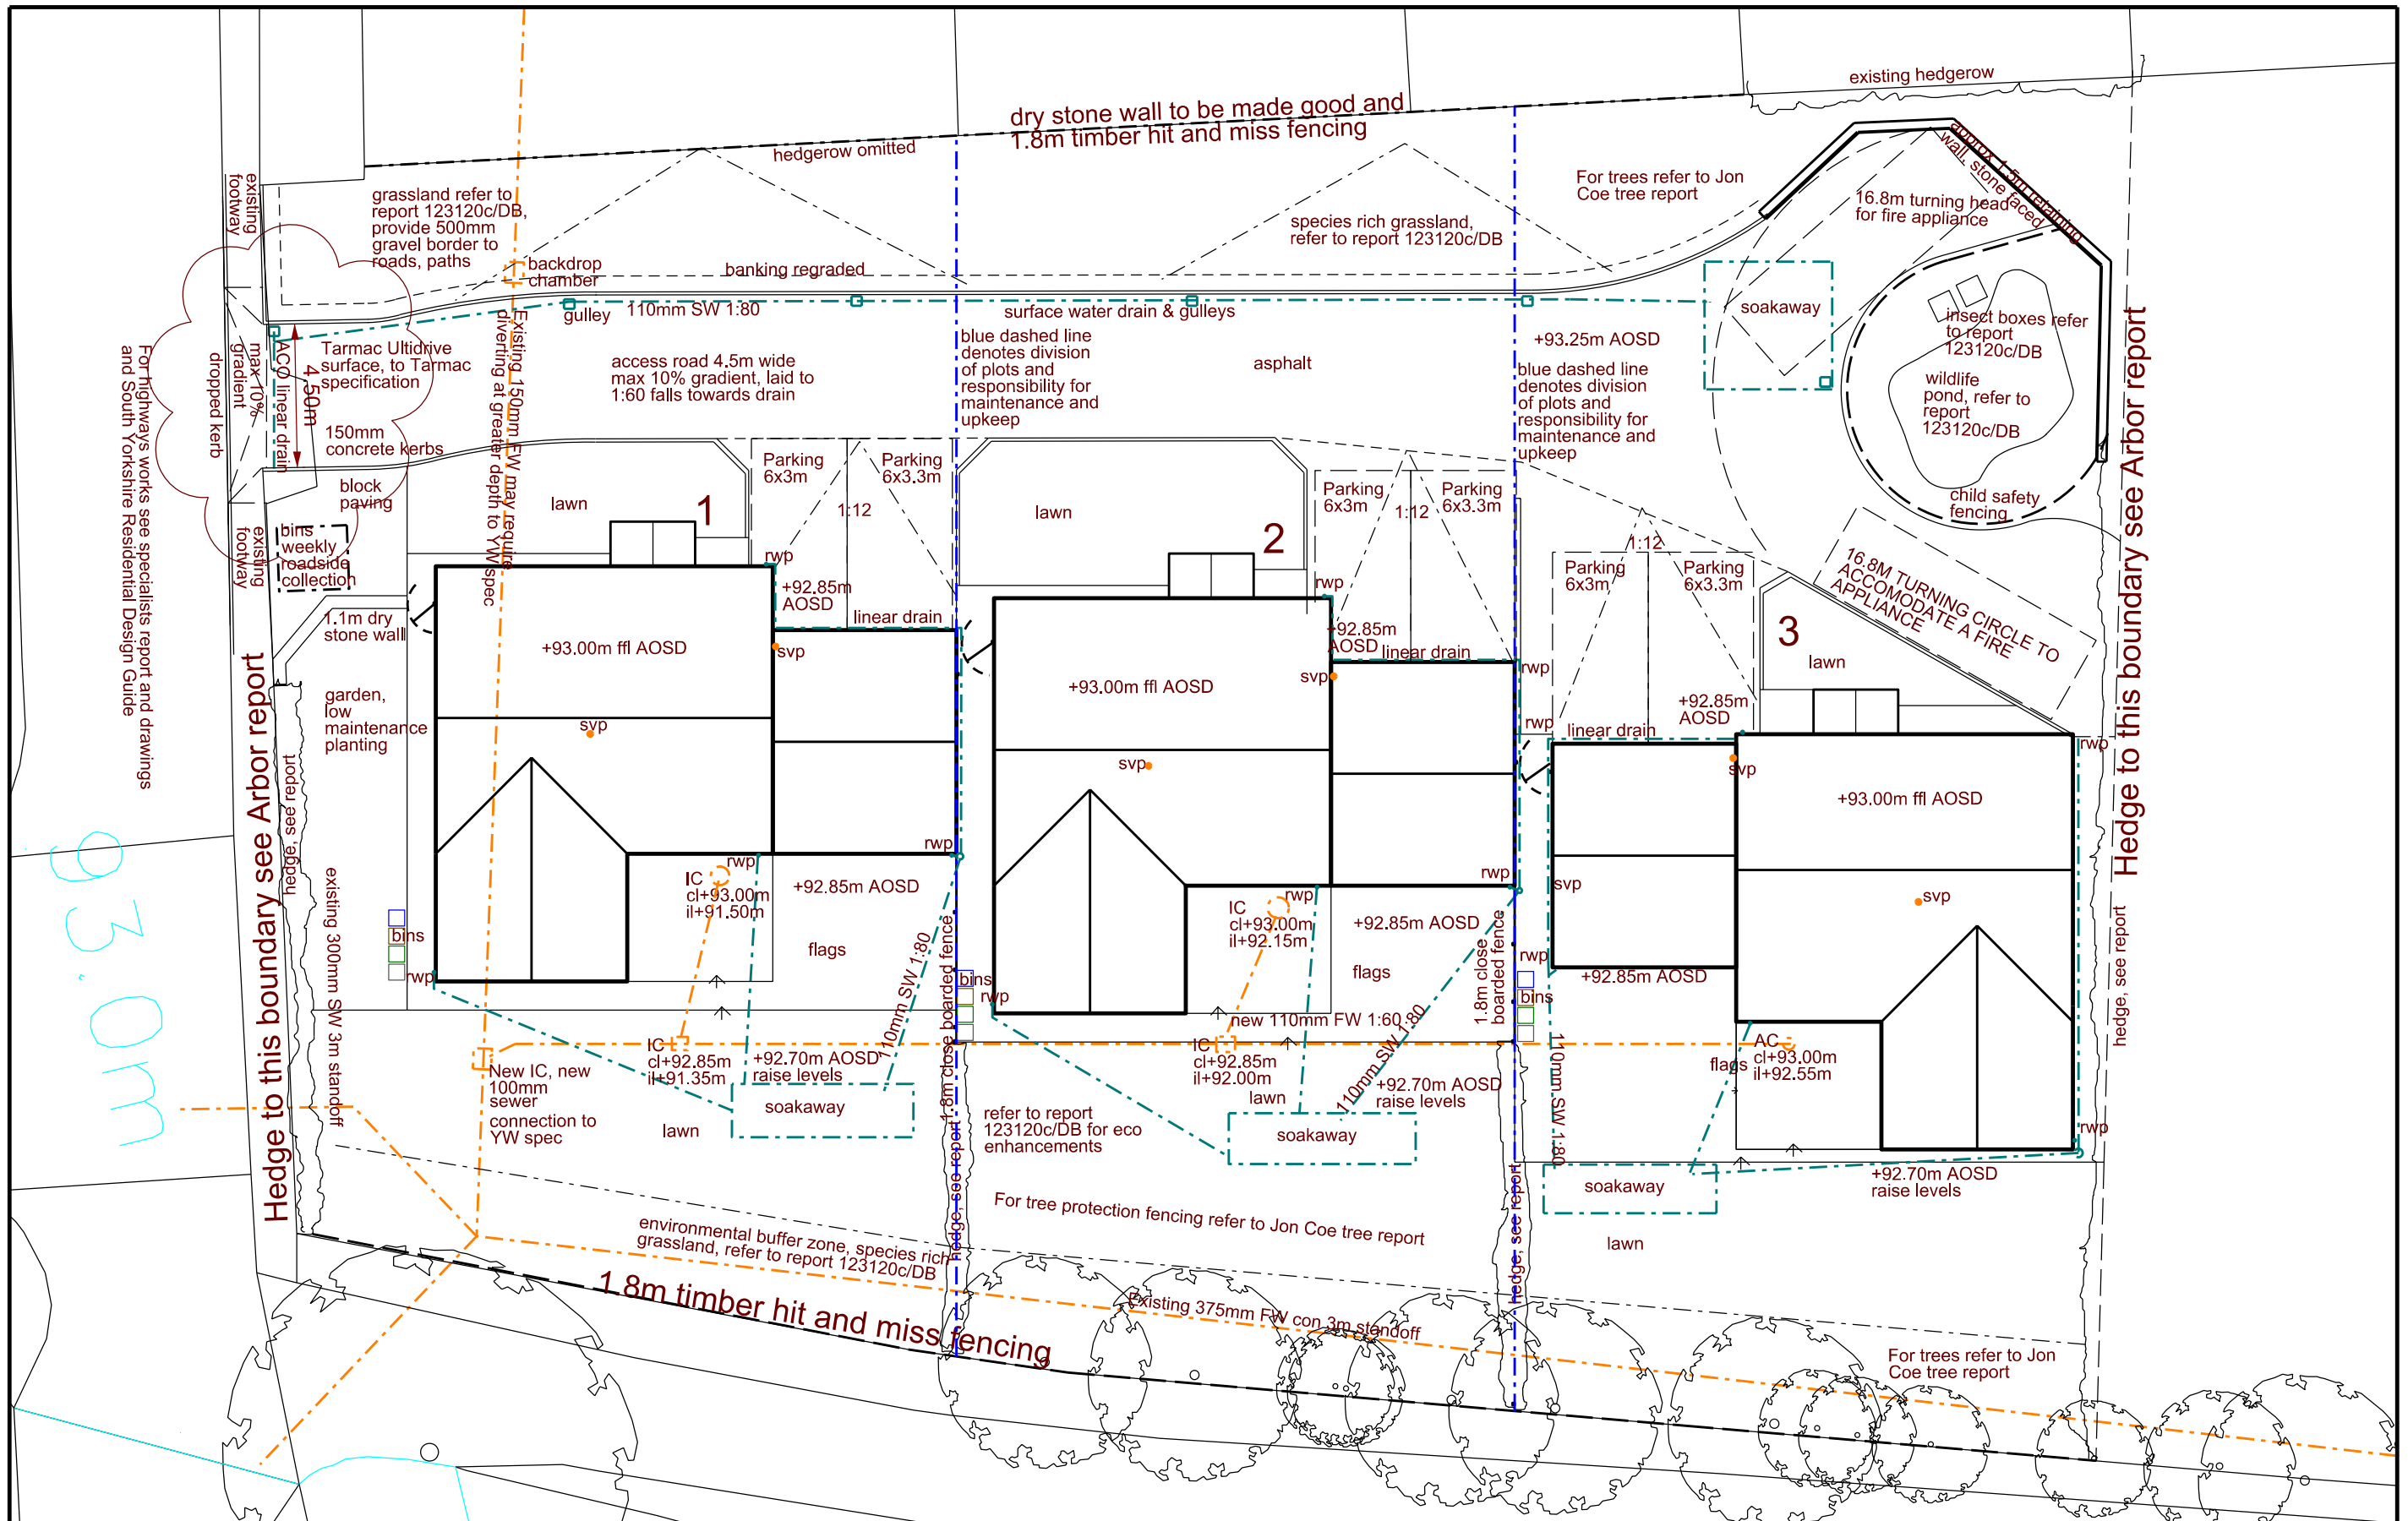 existing hedgerow
dry stone wall to be made good and
1.8m timber hit and miss fencing
hedgerow omitted
existing
footway
grassland refer to
report 123120c/DB,
provide 500mm
gravel border to
roads, paths
For trees refer to Jon
Coe tree report
species rich grassland,
refer to report 123120c/DB
approx 1.5m retaining
wall, stone faced
16.8m turning head
for fire appliance
backdrop
chamber
banking regraded
gulley
110mm SW 1:80
surface water drain & gulleys
soakaway
insect boxes refer
to report
123120c/DB
wildlife
pond, refer to
report
123120c/DB
child safety
fencing
For highways works see specialists report and drawings
and South Yorkshire Residential Design Guide
dropped kerb
max 10%
gradient
ACO linear drain
4.50m
Tarmac Ultidrive
surface, to Tarmac
specification
150mm
concrete kerbs
Existing 150mm FW may require
diverting at greater depth to YW spec
access road 4.5m wide
max 10% gradient, laid to
1:60 falls towards drain
blue dashed line
denotes division
of plots and
responsibility for
maintenance and
upkeep
asphalt
+93.25m AOSD
blue dashed line
denotes division
of plots and
responsibility for
maintenance and
upkeep
block
paving
existing
footway
bins
weekly
roadside
collection
lawn
1
Parking
6x3m
Parking
6x3.3m
1:12
lawn
2
Parking
6x3m
Parking
6x3.3m
1:12
1:12
Parking
6x3m
Parking
6x3.3m
16.8M TURNING CIRCLE TO
ACCOMODATE A FIRE
APPLIANCE
3
lawn
rwp
+92.85m
AOSD
linear drain
rwp
+92.85m
AOSD
linear drain
rwp
rwp
+92.85m
AOSD
linear drain
rwp
1.1m dry
stone wall
+93.00m ffl AOSD
svp
svp
+93.00m ffl AOSD
svp
svp
+93.00m ffl AOSD
svp
svp
svp
garden,
low
maintenance
planting
Hedge to this boundary see Arbor report
hedge, see report
existing 300mm SW 3m standoff
Hedge to this boundary see Arbor report
hedge, see report
93.0m
bins
rwp
rwp
rwp
IC
cl+93.00m
il+91.50m
+92.85m AOSD
flags
110mm SW 1:80
1.8m close boarded fence
bins
rwp
rwp
rwp
IC
cl+93.00m
il+92.15m
+92.85m AOSD
flags
new 110mm FW 1:60
110mm SW 1:80
1.8m close
boarded fence
rwp
bins
+92.85m AOSD
110mm SW 1:80
flags
AC
cl+93.00m
il+92.55m
rwp
IC
cl+92.85m
il+91.35m
+92.70m AOSD
raise levels
New IC, new
100mm
sewer
connection to
YW spec
soakaway
lawn
IC
cl+92.85m
il+92.00m
+92.70m AOSD
raise levels
lawn
soakaway
refer to report
123120c/DB for eco
enhancements
soakaway
+92.70m AOSD
raise levels
lawn
hedge, see report
hedge, see report
For tree protection fencing refer to Jon Coe tree report
environmental buffer zone, species rich
grassland, refer to report 123120c/DB
1.8m timber hit and miss fencing
Existing 375mm FW con 3m standoff
For trees refer to Jon
Coe tree report